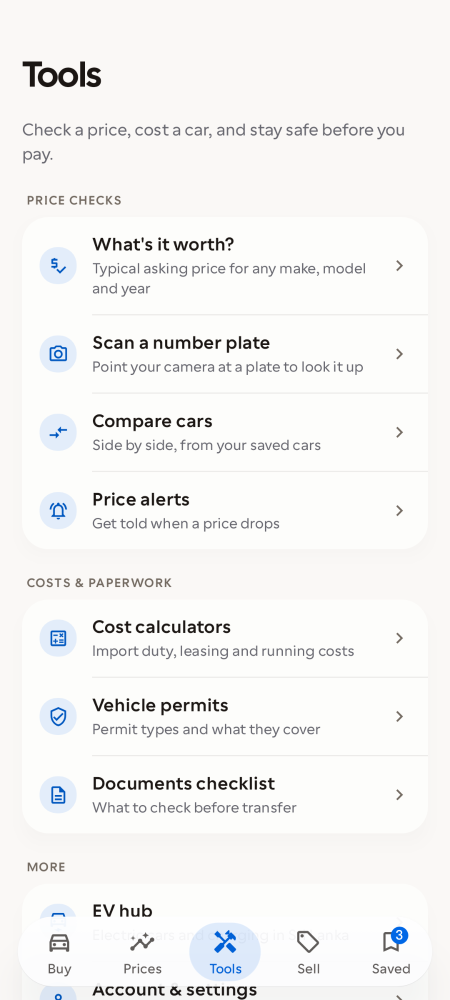 Tools
Check a price, cost a car, and stay safe before you
pay.
PRICE CHECKS
What's it worth?
Typical asking price for any make, model
and year
Scan a number plate
Point your camera at a plate to look it up
Compare cars
Side by side, from your saved cars
Price alerts
Get told when a price drops
COSTS & PAPERWORK
Cost calculators
Import duty, leasing and running costs
Vehicle permits
Permit types and what they cover
Documents checklist
What to check before transfer
MORE
EV hub
Account & settings
3
Buy
Prices
Tools
Sell
Saved